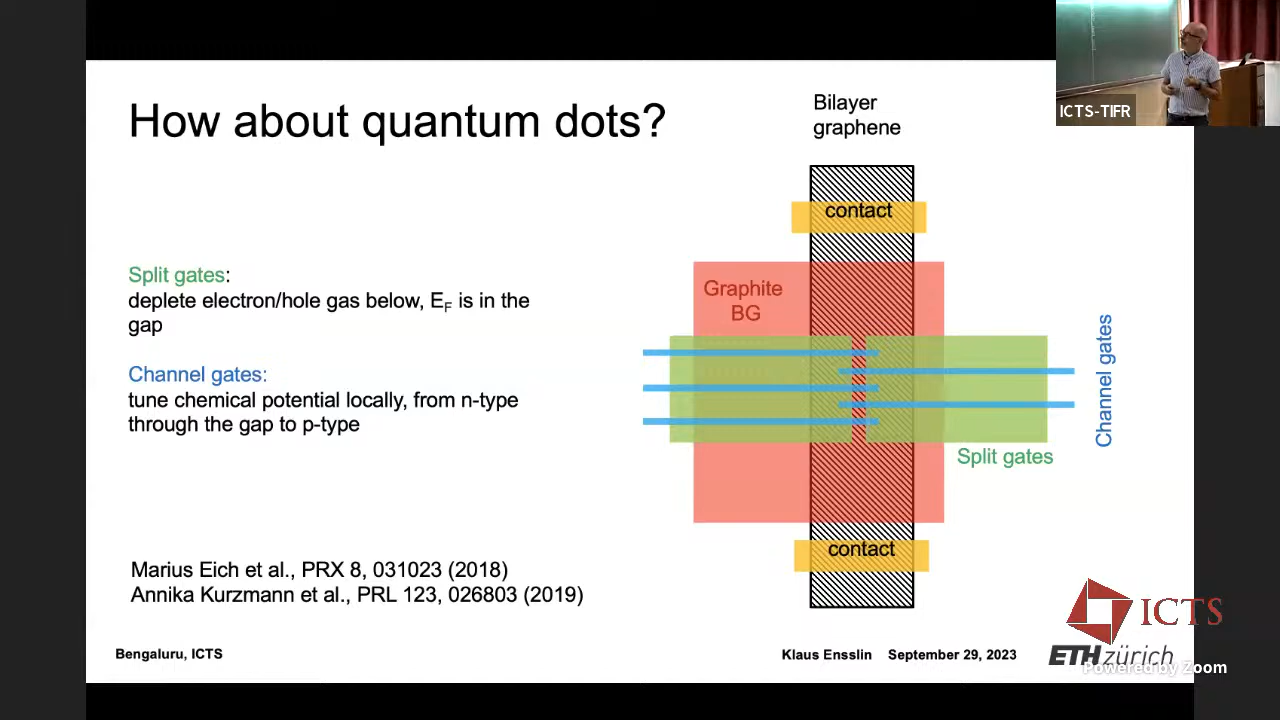 How about quantum dots?
Bilayer
graphene
ICTS-TIFR
contact
Split gates:
deplete electron/hole gas below, EF is in the
gap
Channel gates:
tune chemical potential locally, from n-type
through the gap to p-type
Graphite
BG
Channel gates
Split gates
contact
Marius Eich et al., PRX 8, 031023 (2018)
Annika Kurzmann et al., PRL 123, 026803 (2019)
Bengaluru, ICTS
Klaus Ensslin September 29, 2023
ICTS
ETH zürich
Powered by Zoom